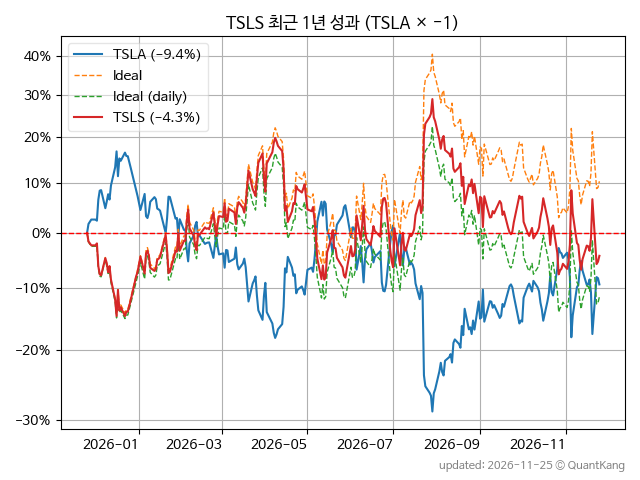 TSLS 최근 1년 성과 (TSLA × −1)
TSLA (−9.4%)
Ideal
Ideal (daily)
TSLS (−4.3%)
40%
30%
20%
10%
0%
−10%
−20%
−30%
2026-01
2026-03
2026-05
2026-07
2026-09
2026-11
updated: 2026-11-25 © QuantKang